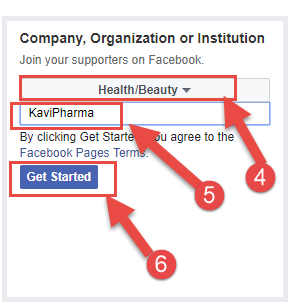 Company, Organization or Institution
Join your supporters on Facebook.
Health/Beauty
KaviPharma
By clicking Get Started, you agree to the
Facebook Pages Terms.
Get Started
4
5
6